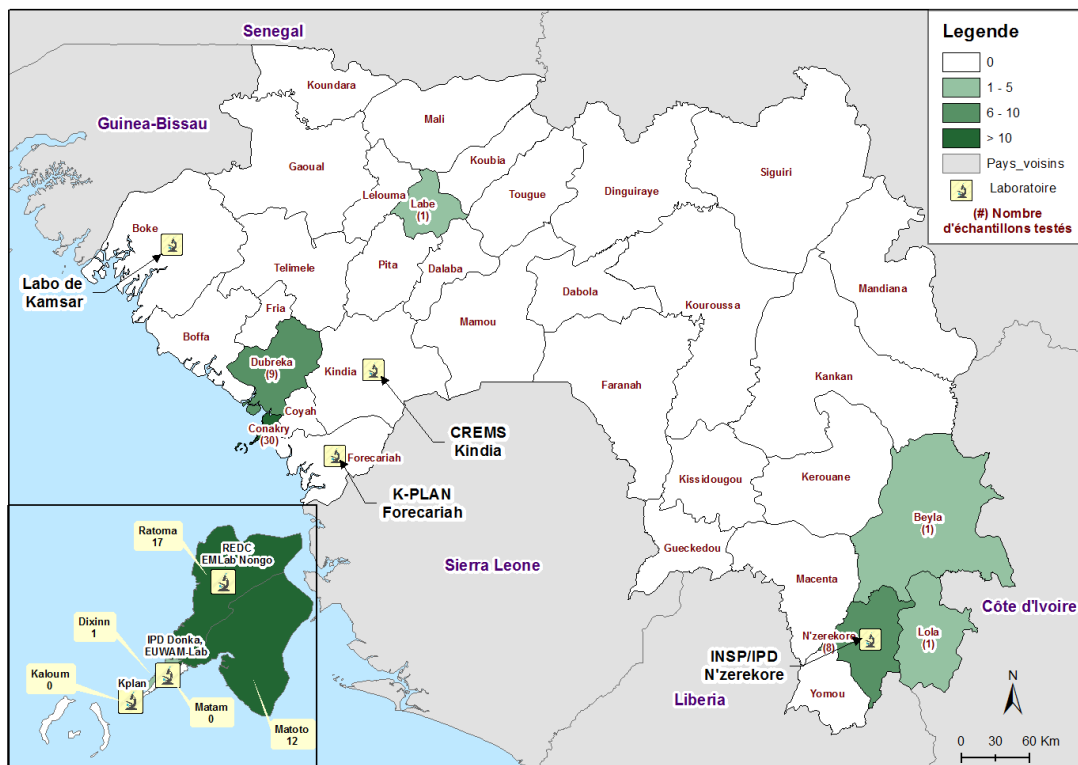 Senegal
Guinea-Bissau
Koundara
Mali
Gaoual
Koubia
Lelouma
Labe
(1)
Tougue
Dinguiraye
Siguiri
Boke
Labo de
Kamsar
Telimele
Pita
Dalaba
Mandiana
Fria
Boffa
Dabola
Kouroussa
Mamou
Dubreka
(9)
Kindia
Faranah
Kankan
Coyah
Conakry
(30)
CREMS
Kindia
Forecariah
K-PLAN
Forecariah
Kissidougou
Kerouane
Beyla
(1)
Gueckedou
Sierra Leone
Macenta
Côte d'Ivoire
N'zerekore
(8)
Lola
(1)
INSP/IPD
N'zerekore
Yomou
Liberia
Legende
0
1 - 5
6 - 10
> 10
Pays_voisins
Laboratoire
(#) Nombre
d'échantillons testés
Ratoma
17
REDC
EMLab Nongo
Dixinn
1
IPD Donka,
EUWAM-Lab
Kaloum
0
Kplan
Matam
0
Matoto
12
N
0 30 60 Km